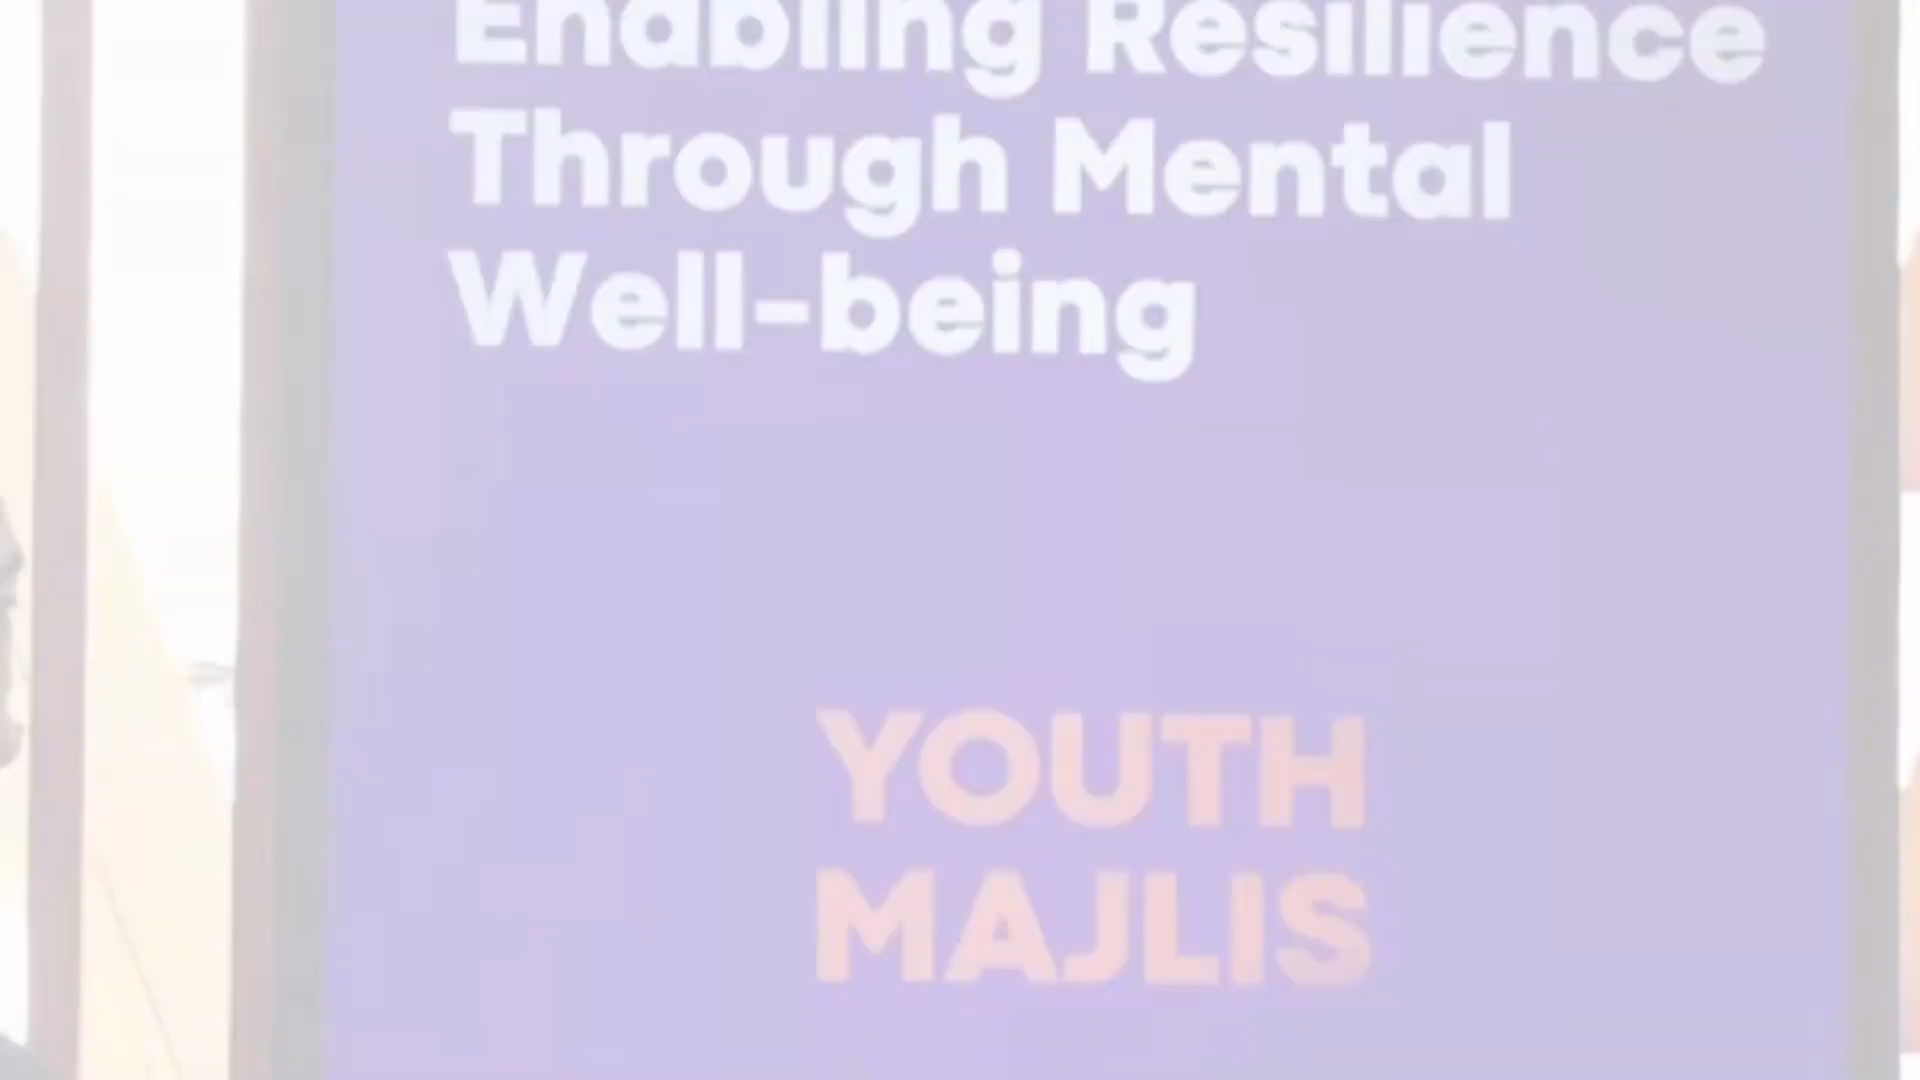 Enabling Resilience
Through Mental
Well-being
YOUTH
MAJLIS